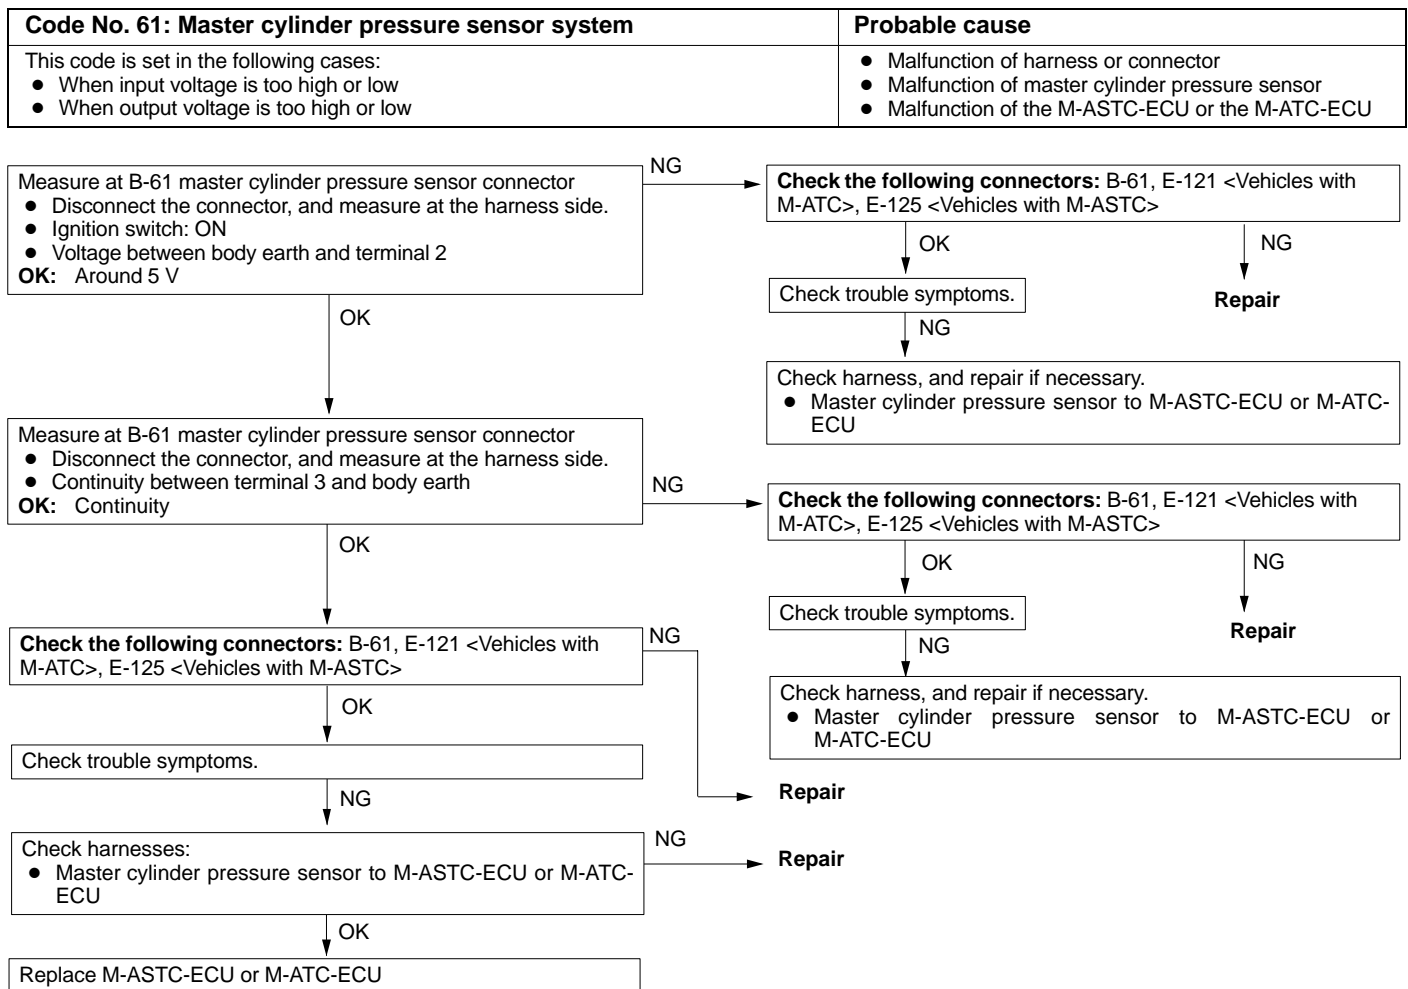 Code No. 61: Master cylinder pressure sensor system
Probable cause
This code is set in the following cases:
● When input voltage is too high or low
● When output voltage is too high or low
● Malfunction of harness or connector
● Malfunction of master cylinder pressure sensor
● Malfunction of the M-ASTC-ECU or the M-ATC-ECU
Measure at B-61 master cylinder pressure sensor connector
● Disconnect the connector, and measure at the harness side.
● Ignition switch: ON
● Voltage between body earth and terminal 2
OK: Around 5 V
NG
Check the following connectors: B-61, E-121 <Vehicles with
M-ATC>, E-125 <Vehicles with M-ASTC>
OK
NG
Check trouble symptoms.
Repair
NG
Check harness, and repair if necessary.
● Master cylinder pressure sensor to M-ASTC-ECU or M-ATC-
ECU
OK
Measure at B-61 master cylinder pressure sensor connector
● Disconnect the connector, and measure at the harness side.
● Continuity between terminal 3 and body earth
OK: Continuity
NG
Check the following connectors: B-61, E-121 <Vehicles with
M-ATC>, E-125 <Vehicles with M-ASTC>
OK
NG
Check trouble symptoms.
Repair
NG
Check harness, and repair if necessary.
● Master cylinder pressure sensor to M-ASTC-ECU or
M-ATC-ECU
OK
Check the following connectors: B-61, E-121 <Vehicles with
M-ATC>, E-125 <Vehicles with M-ASTC>
NG
Repair
OK
Check trouble symptoms.
NG
Check harnesses:
● Master cylinder pressure sensor to M-ASTC-ECU or M-ATC-
ECU
NG
Repair
OK
Replace M-ASTC-ECU or M-ATC-ECU